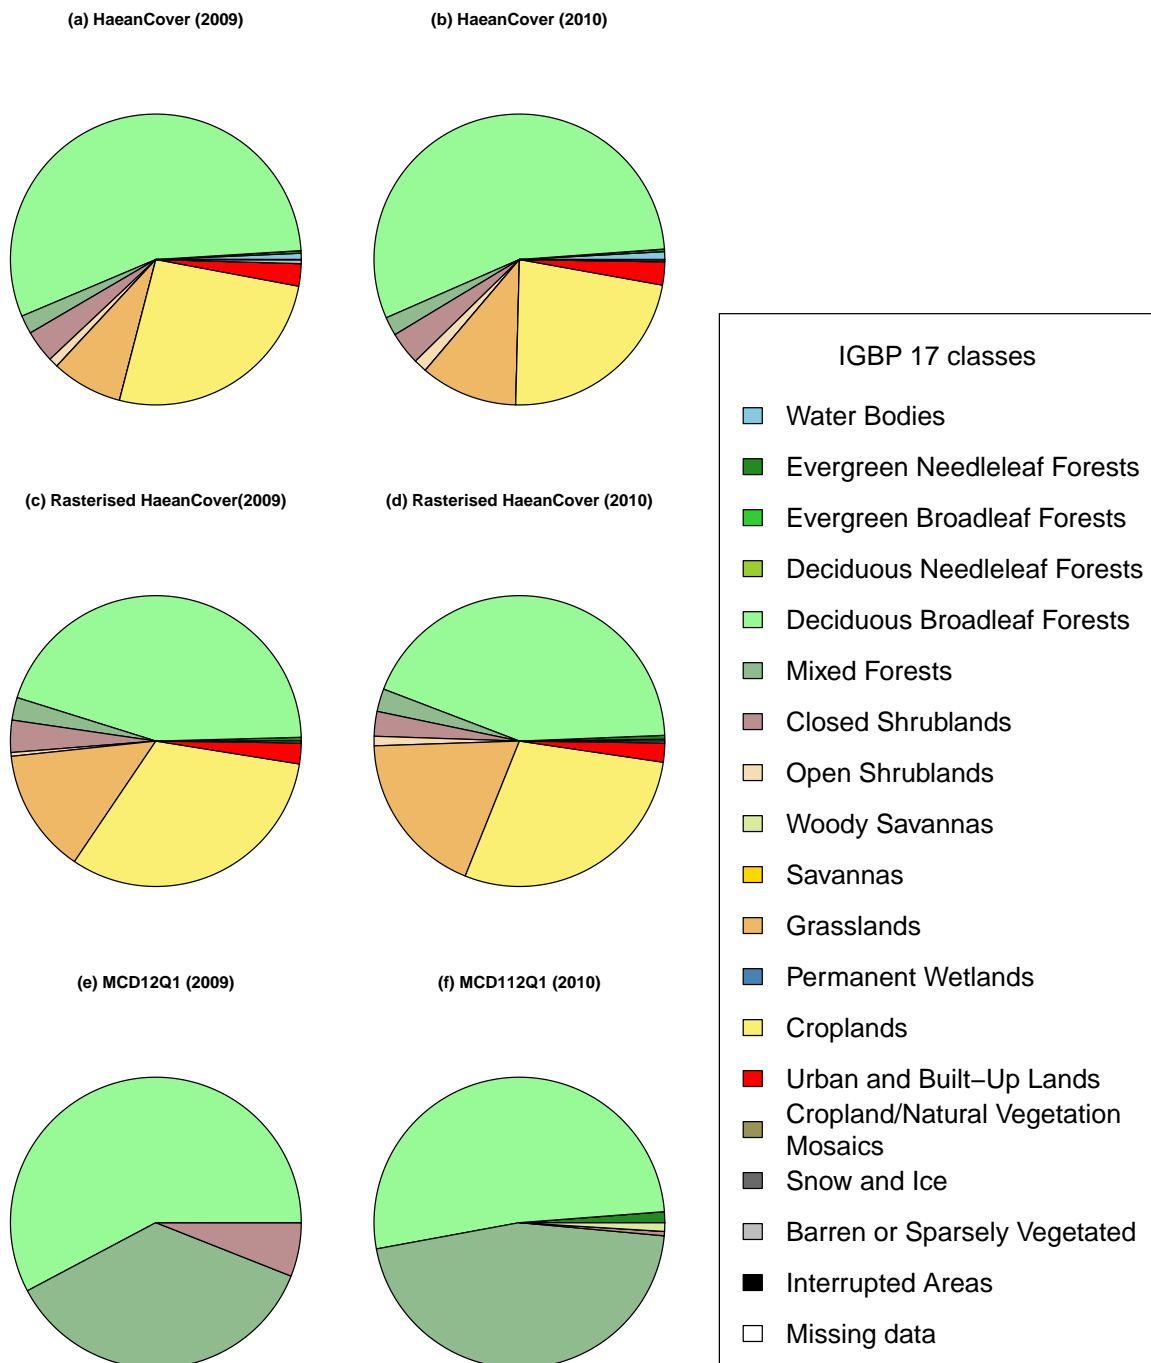 (a) HaeanCover (2009)
(b) HaeanCover (2010)
(c) Rasterised HaeanCover(2009)
(d) Rasterised HaeanCover (2010)
(e) MCD12Q1 (2009)
(f) MCD112Q1 (2010)
IGBP 17 classes
Water Bodies
Evergreen Needleleaf Forests
Evergreen Broadleaf Forests
Deciduous Needleleaf Forests
Deciduous Broadleaf Forests
Mixed Forests
Closed Shrublands
Open Shrublands
Woody Savannas
Savannas
Grasslands
Permanent Wetlands
Croplands
Urban and Built−Up Lands
Cropland/Natural Vegetation
Mosaics
Snow and Ice
Barren or Sparsely Vegetated
Interrupted Areas
Missing data